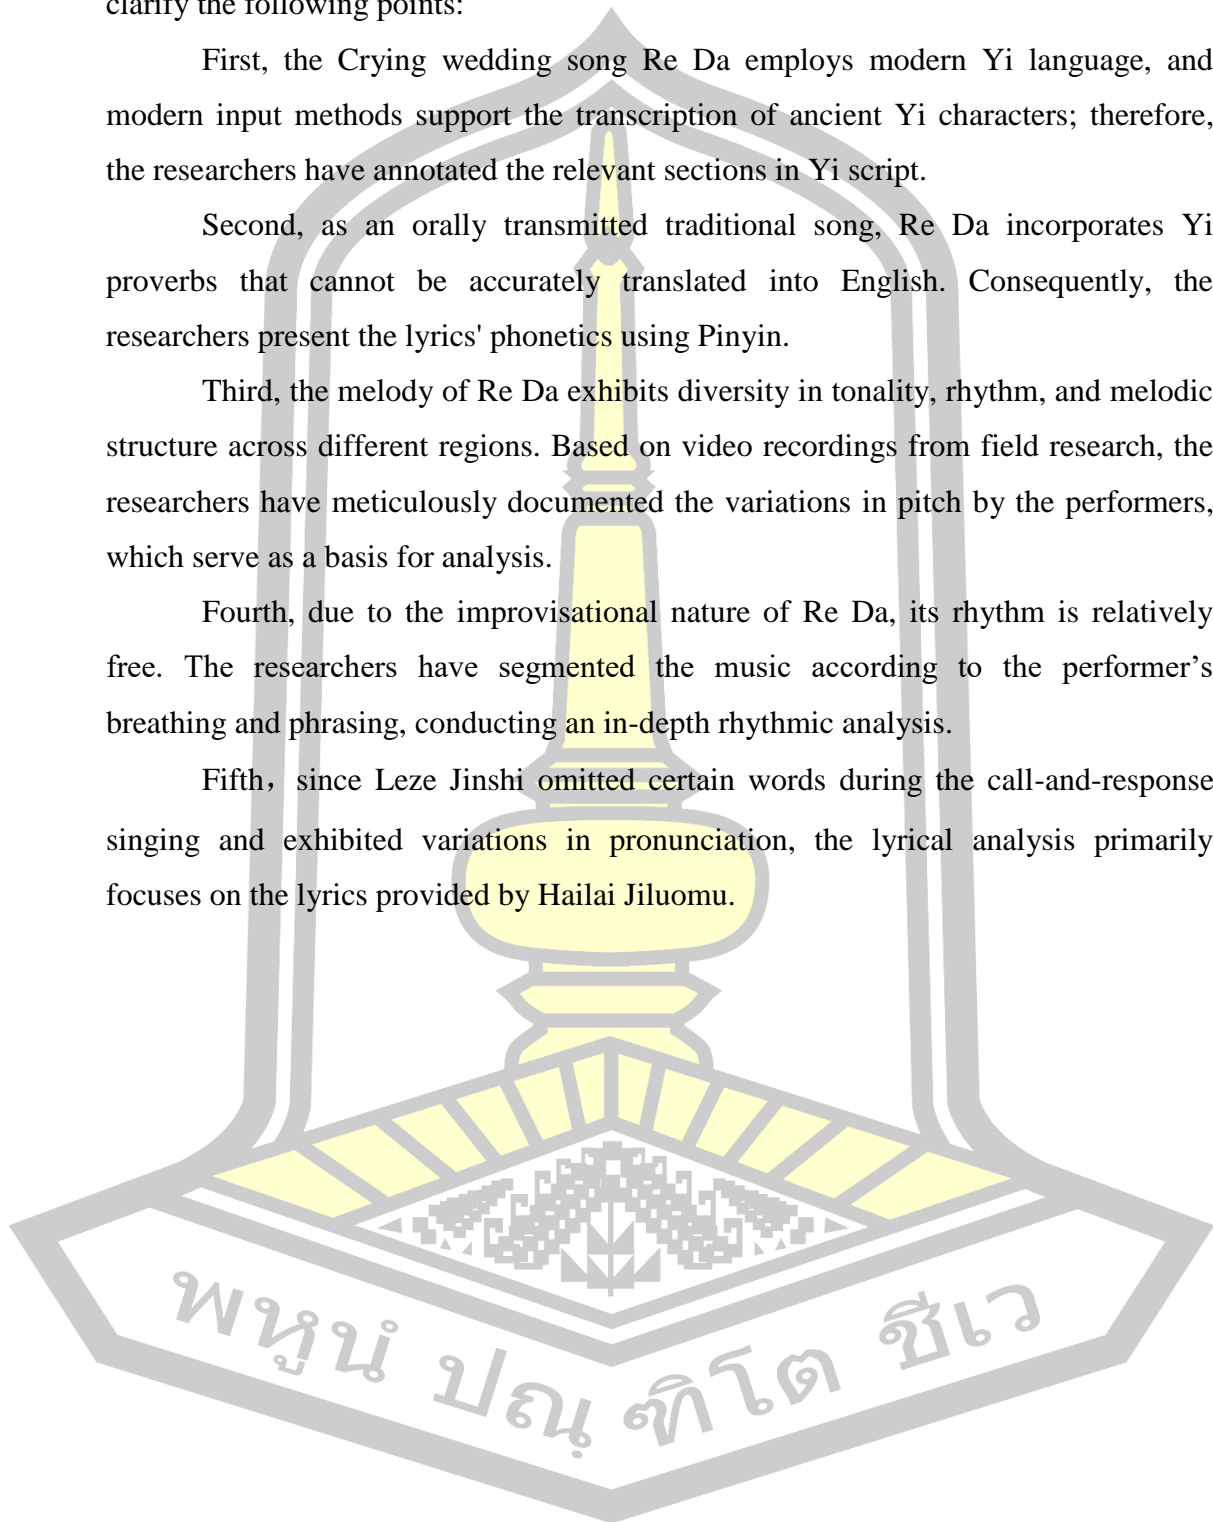 clarify the following points:
First, the Crying wedding song Re Da employs modern Yi language, and
modern input methods support the transcription of ancient Yi characters; therefore,
the researchers have annotated the relevant sections in Yi script.
Second, as an orally transmitted traditional song, Re Da incorporates Yi
proverbs that cannot be accurately translated into English. Consequently, the
researchers present the lyrics' phonetics using Pinyin.
Third, the melody of Re Da exhibits diversity in tonality, rhythm, and melodic
structure across different regions. Based on video recordings from field research, the
researchers have meticulously documented the variations in pitch by the performers,
which serve as a basis for analysis.
Fourth, due to the improvisational nature of Re Da, its rhythm is relatively
free. The researchers have segmented the music according to the performer’s
breathing and phrasing, conducting an in-depth rhythmic analysis.
Fifth，since Leze Jinshi omitted certain words during the call-and-response
singing and exhibited variations in pronunciation, the lyrical analysis primarily
focuses on the lyrics provided by Hailai Jiluomu.
พหูนํ ปณฺ ฑิโต ชีเว